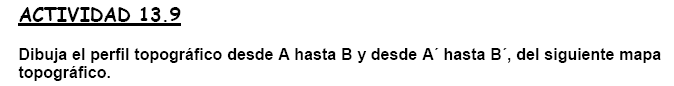 ACTIVIDAD 13.9
Dibuja el perfil topográfico desde A hasta B y desde A´ hasta B´, del siguiente mapa
topográfico.